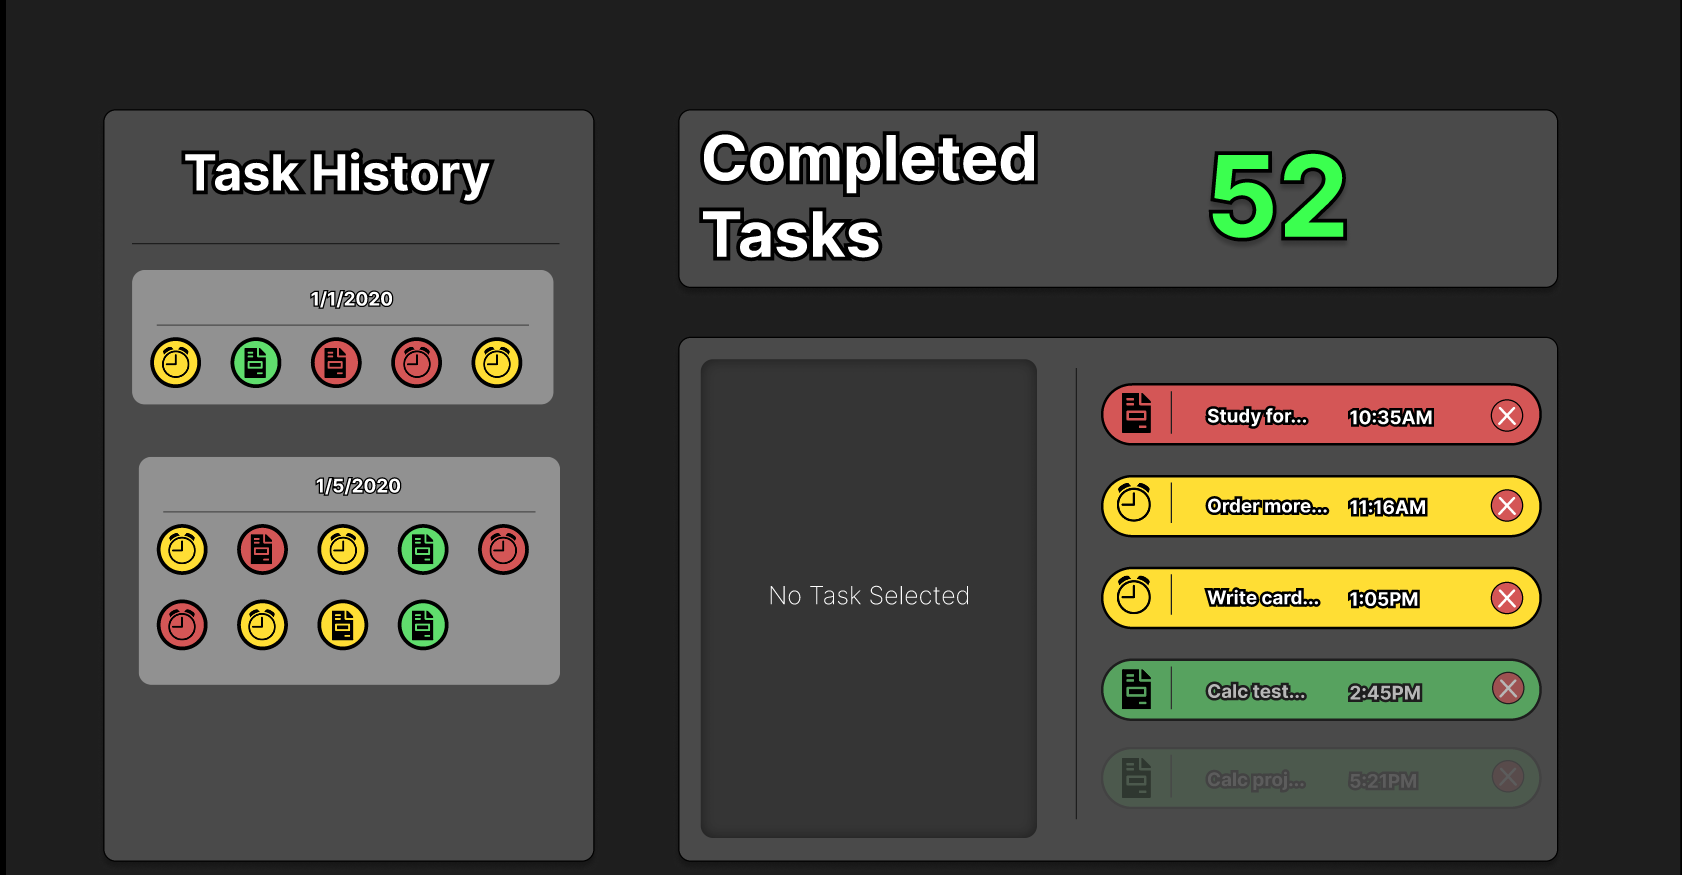 Task History
1/1/2020
1/5/2020
Completed
Tasks
52
No Task Selected
Study for... 10:35AM
Order more... 11:16AM
Write card... 1:05PM
Calc test... 2:45PM
Calc proj... 5:21PM